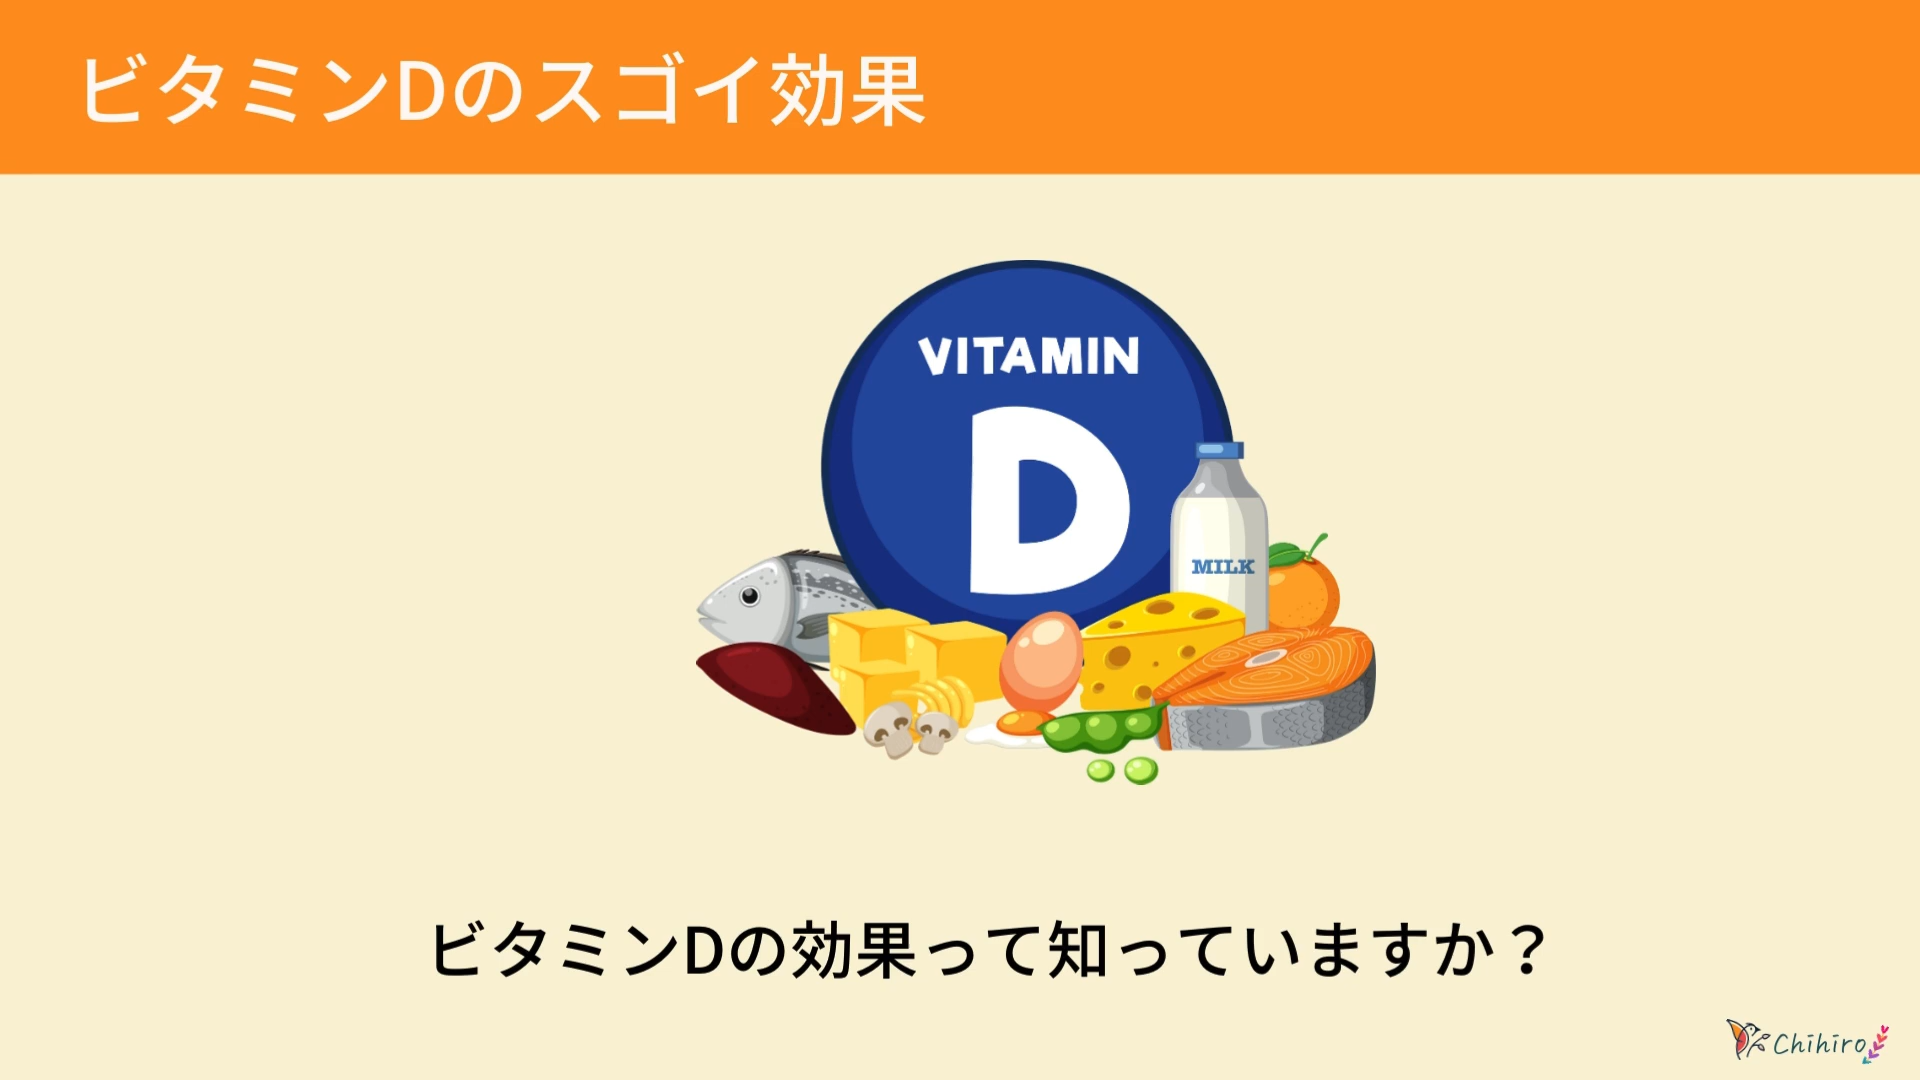 ビタミンDのスゴイ効果
VITAMIN
D
MILK
ビタミンDの効果って知っていますか？
Chihiro